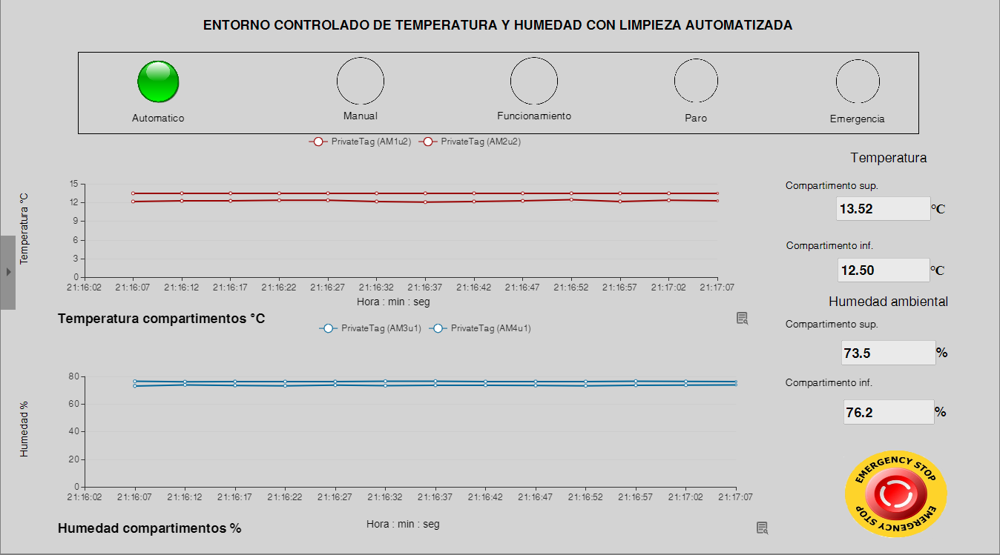 ENTORNO CONTROLADO DE TEMPERATURA Y HUMEDAD CON LIMPIEZA AUTOMATIZADA
Automatico
Manual
Funcionamiento
Paro
Emergencia
PrivateTag (AM1u2) PrivateTag (AM2u2)
Temperatura °C
15
12
9
6
3
0
21:16:02 21:16:07 21:16:12 21:16:17 21:16:22 21:16:27 21:16:32 21:16:37 21:16:42 21:16:47 21:16:52 21:16:57 21:17:02 21:17:07
Hora : min : seg
Temperatura compartimentos °C
Temperatura
Compartimento sup.
13.52 °C
Compartimento inf.
12.50 °C
Humedad ambiental
Compartimento sup.
73.5 %
Compartimento inf.
76.2 %
PrivateTag (AM3u1) PrivateTag (AM4u1)
Humedad %
80
60
40
20
0
21:16:02 21:16:07 21:16:12 21:16:17 21:16:22 21:16:27 21:16:32 21:16:37 21:16:42 21:16:47 21:16:52 21:16:57 21:17:02 21:17:07
Hora : min : seg
Humedad compartimentos %
EMERGENCY STOP
EMERGENCY STOP